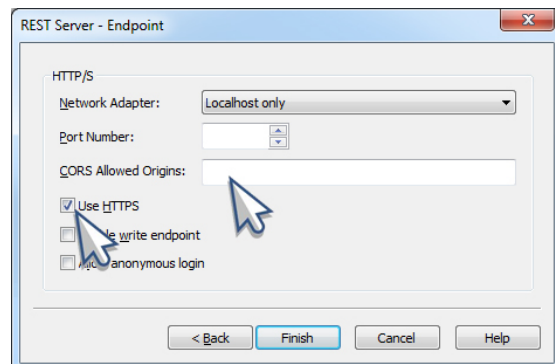 REST Server - Endpoint
HTTP/S
Network Adapter: Localhost only
Port Number:
CORS Allowed Origins:
Use HTTPS
write endpoint
anonymous login
< Back Finish Cancel Help